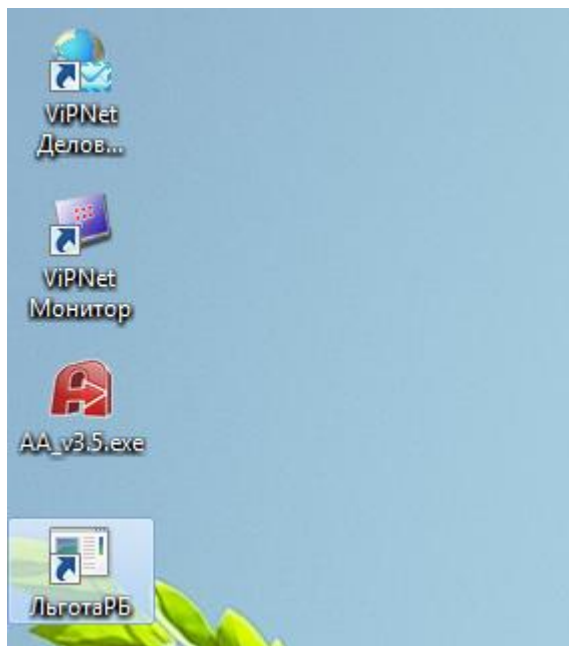 ViPNet
Делов...
ViPNet
Монитор
AA_v3.5.exe
ЛьготаРБ